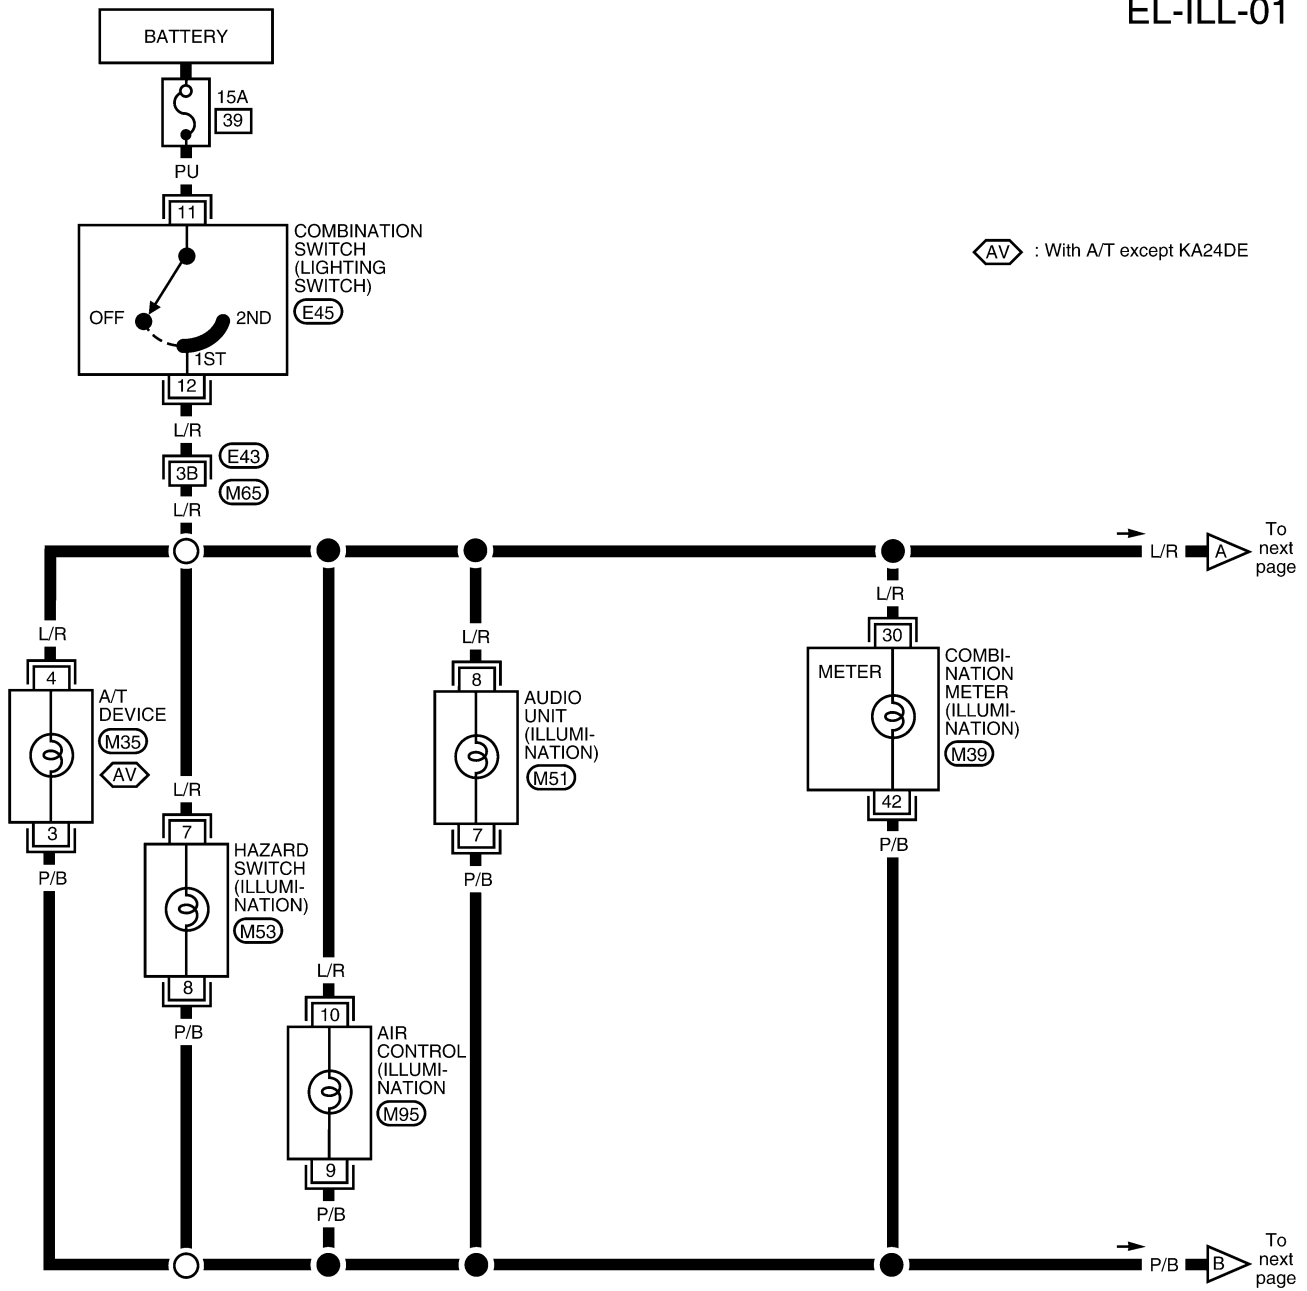 EL-ILL-01
BATTERY
15A
39
PU
11
COMBINATION
SWITCH
(LIGHTING
SWITCH)
E45
OFF
2ND
1ST
12
AV : With A/T except KA24DE
L/R
E43
3B
M65
L/R
L/R
A
To
next
page
L/R
4
A/T
DEVICE
M35
AV
3
P/B
L/R
7
HAZARD
SWITCH
(ILLUMI-
NATION)
M53
8
P/B
L/R
10
AIR
CONTROL
(ILLUMI-
NATION
M95
9
P/B
L/R
8
AUDIO
UNIT
(ILLUMI-
NATION)
M51
7
P/B
L/R
30
METER
COMBI-
NATION
METER
(ILLUMI-
NATION)
M39
42
P/B
P/B
B
To
next
page